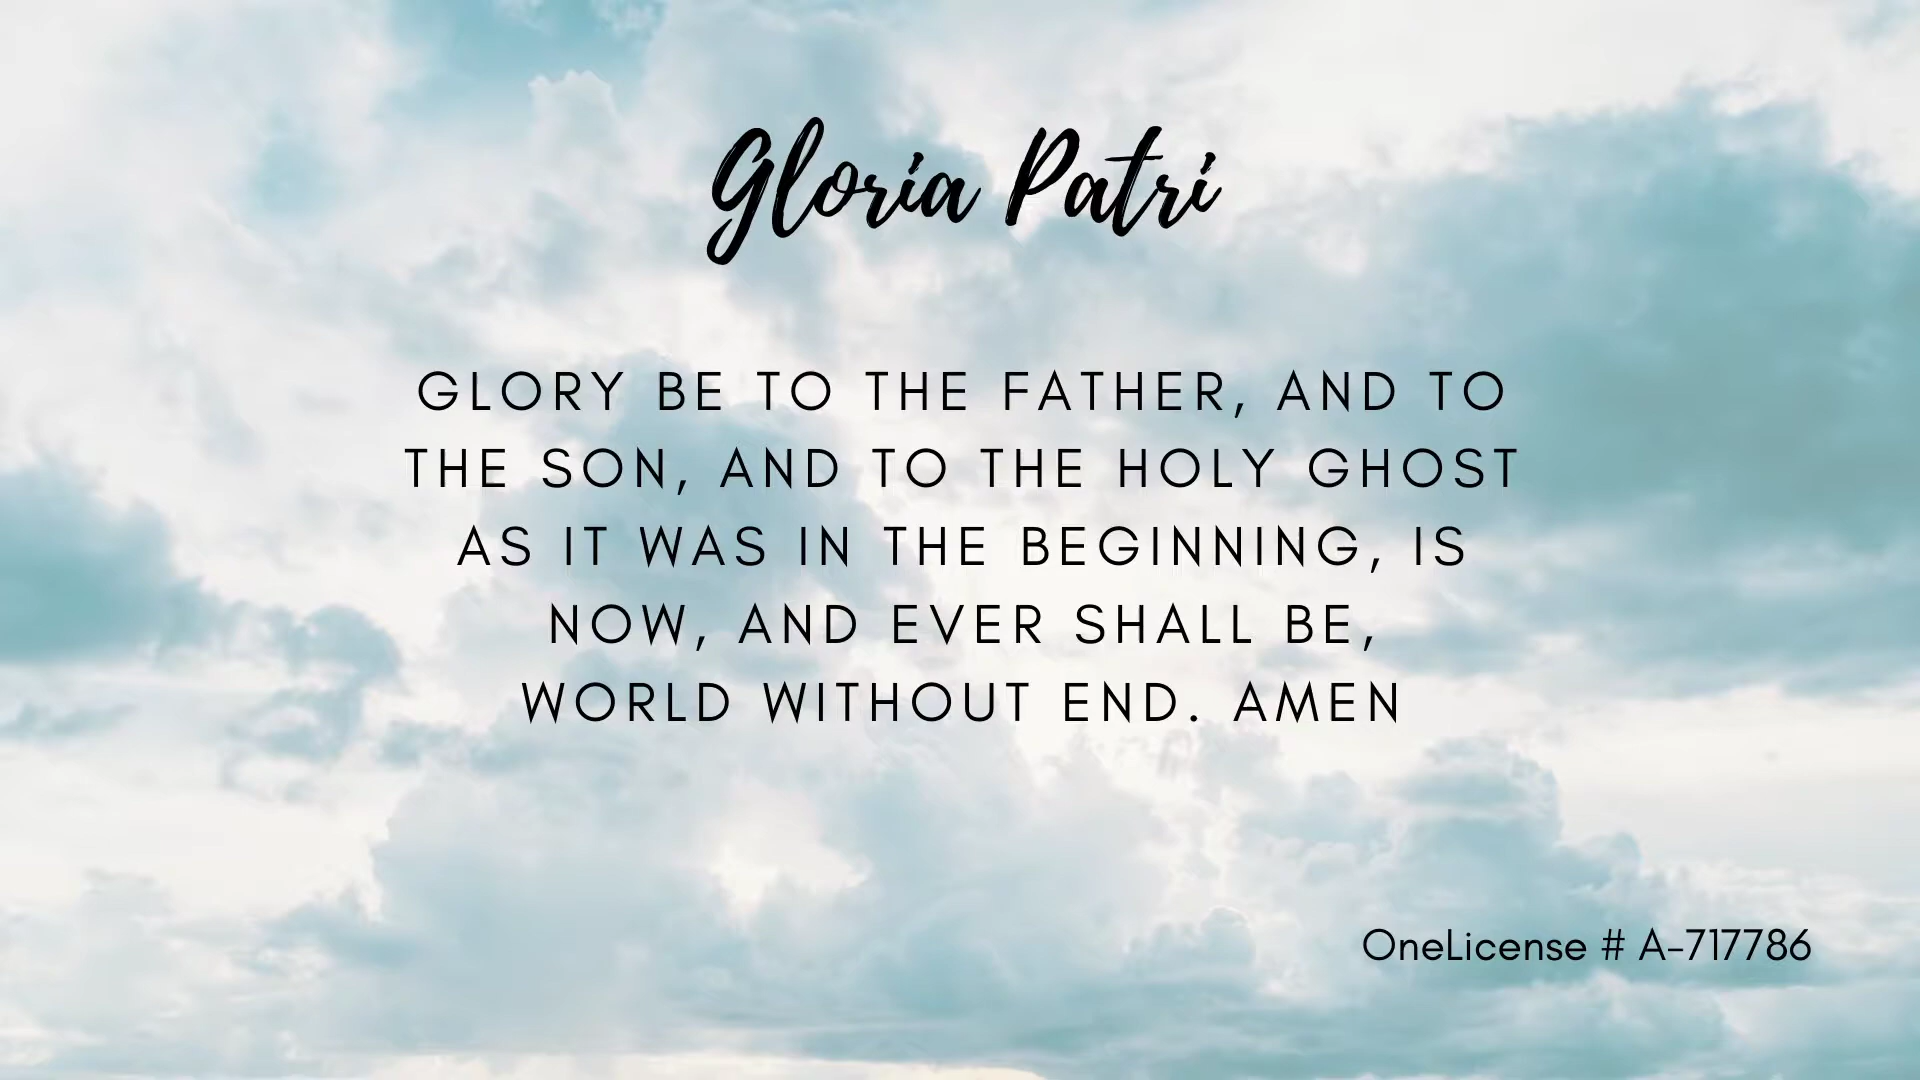 Gloria Patri
GLORY BE TO THE FATHER, AND TO
THE SON, AND TO THE HOLY GHOST
AS IT WAS IN THE BEGINNING, IS
NOW, AND EVER SHALL BE,
WORLD WITHOUT END. AMEN
OneLicense # A-717786